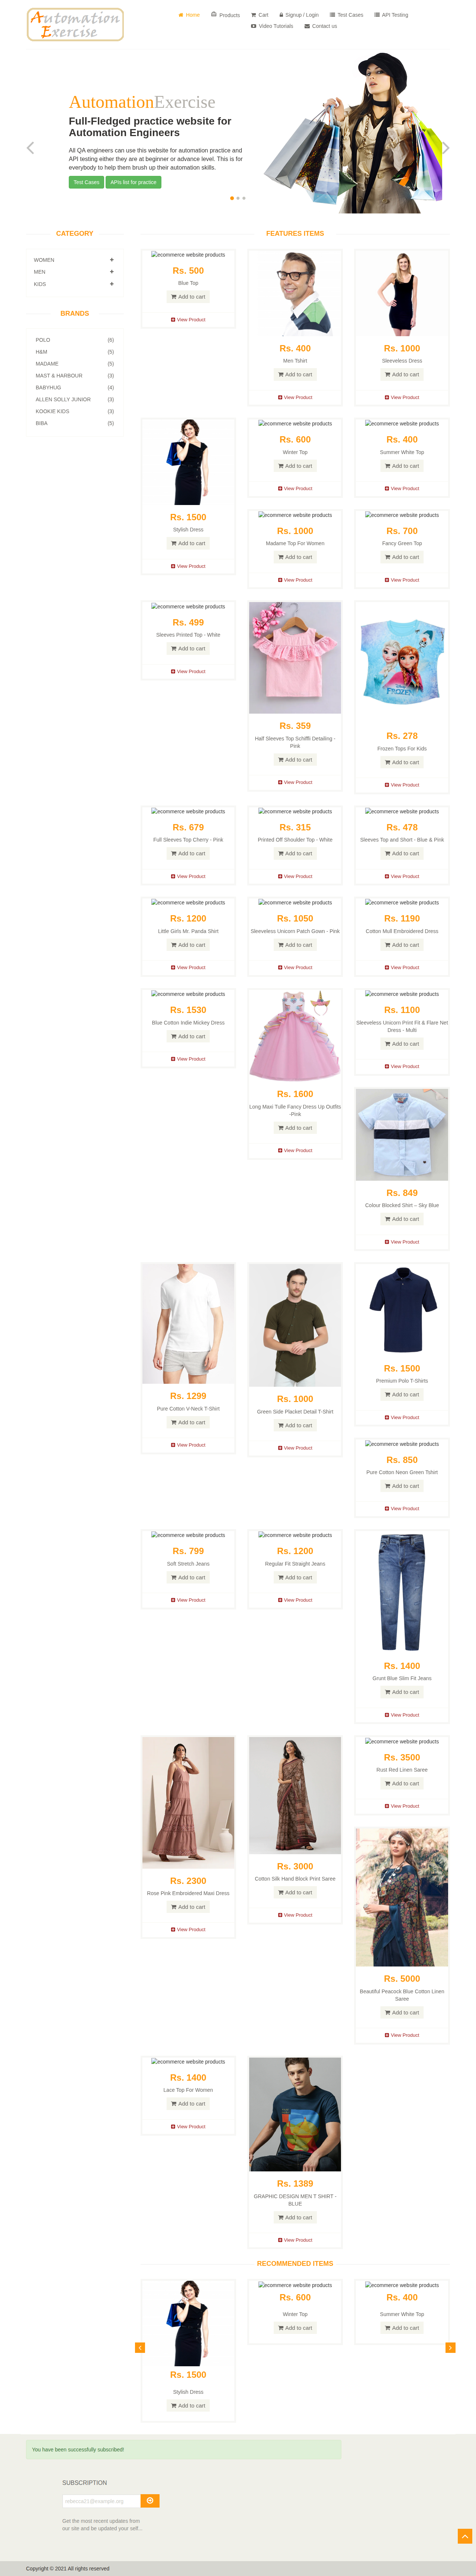 Automation
Exercise
Home
Products
Cart
Signup / Login
Test Cases
API Testing
Video Tutorials
Contact us
AutomationExercise
Full-Fledged practice website for
Automation Engineers
All QA engineers can use this website for automation practice and
API testing either they are at beginner or advance level. This is for
everybody to help them brush up their automation skills.
Test Cases
APIs list for practice
CATEGORY
WOMEN
MEN
KIDS
BRANDS
POLO (6)
H&M (5)
MADAME (5)
MAST & HARBOUR (3)
BABYHUG (4)
ALLEN SOLLY JUNIOR (3)
KOOKIE KIDS (3)
BIBA (5)
FEATURES ITEMS
ecommerce website products
Rs. 500
Blue Top
Add to cart
View Product
Rs. 400
Men Tshirt
Add to cart
View Product
Rs. 1000
Sleeveless Dress
Add to cart
View Product
Rs. 1500
Stylish Dress
Add to cart
View Product
ecommerce website products
Rs. 600
Winter Top
Add to cart
View Product
ecommerce website products
Rs. 400
Summer White Top
Add to cart
View Product
ecommerce website products
Rs. 1000
Madame Top For Women
Add to cart
View Product
ecommerce website products
Rs. 700
Fancy Green Top
Add to cart
View Product
ecommerce website products
Rs. 499
Sleeves Printed Top - White
Add to cart
View Product
Rs. 359
Half Sleeves Top Schiffli Detailing -
Pink
Add to cart
View Product
FROZEN
Rs. 278
Frozen Tops For Kids
Add to cart
View Product
ecommerce website products
Rs. 679
Full Sleeves Top Cherry - Pink
Add to cart
View Product
ecommerce website products
Rs. 315
Printed Off Shoulder Top - White
Add to cart
View Product
ecommerce website products
Rs. 478
Sleeves Top and Short - Blue & Pink
Add to cart
View Product
ecommerce website products
Rs. 1200
Little Girls Mr. Panda Shirt
Add to cart
View Product
ecommerce website products
Rs. 1050
Sleeveless Unicorn Patch Gown - Pink
Add to cart
View Product
ecommerce website products
Rs. 1190
Cotton Mull Embroidered Dress
Add to cart
View Product
ecommerce website products
Rs. 1530
Blue Cotton Indie Mickey Dress
Add to cart
View Product
Rs. 1600
Long Maxi Tulle Fancy Dress Up Outfits
-Pink
Add to cart
View Product
ecommerce website products
Rs. 1100
Sleeveless Unicorn Print Fit & Flare Net
Dress - Multi
Add to cart
View Product
Rs. 849
Colour Blocked Shirt – Sky Blue
Add to cart
View Product
Rs. 1299
Pure Cotton V-Neck T-Shirt
Add to cart
View Product
Rs. 1000
Green Side Placket Detail T-Shirt
Add to cart
View Product
Rs. 1500
Premium Polo T-Shirts
Add to cart
View Product
ecommerce website products
Rs. 850
Pure Cotton Neon Green Tshirt
Add to cart
View Product
ecommerce website products
Rs. 799
Soft Stretch Jeans
Add to cart
View Product
ecommerce website products
Rs. 1200
Regular Fit Straight Jeans
Add to cart
View Product
Rs. 1400
Grunt Blue Slim Fit Jeans
Add to cart
View Product
Rs. 2300
Rose Pink Embroidered Maxi Dress
Add to cart
View Product
Rs. 3000
Cotton Silk Hand Block Print Saree
Add to cart
View Product
ecommerce website products
Rs. 3500
Rust Red Linen Saree
Add to cart
View Product
Rs. 5000
Beautiful Peacock Blue Cotton Linen
Saree
Add to cart
View Product
ecommerce website products
Rs. 1400
Lace Top For Women
Add to cart
View Product
Rs. 1389
GRAPHIC DESIGN MEN T SHIRT -
BLUE
Add to cart
View Product
RECOMMENDED ITEMS
Rs. 1500
Stylish Dress
Add to cart
ecommerce website products
Rs. 600
Winter Top
Add to cart
ecommerce website products
Rs. 400
Summer White Top
Add to cart
You have been successfully subscribed!
SUBSCRIPTION
rebecca21@example.org
Get the most recent updates from
our site and be updated your self...
Copyright © 2021 All rights reserved